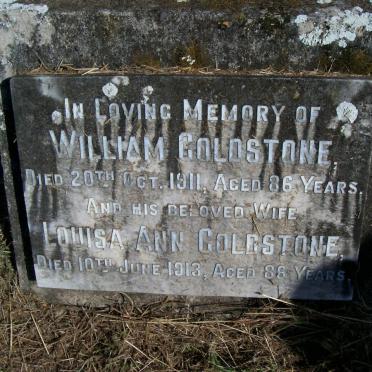 In Loving Memory of
William Goldstone,
Died 20th Oct. 1911, Aged 86 Years.
And his beloved Wife
Louisa Ann Goldstone,
Died 10th June 1913, Aged 88 Years.